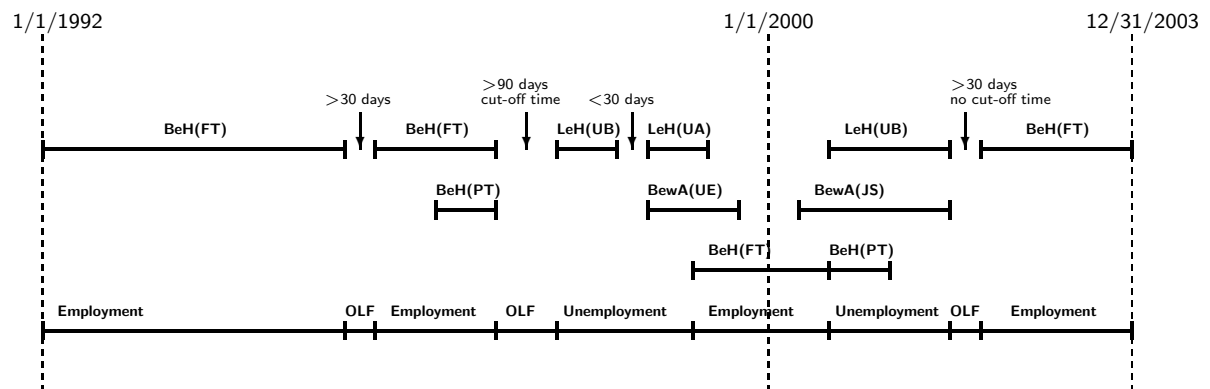 1/1/1992
1/1/2000
12/31/2003
>30 days
>90 days
cut-off time
<30 days
>30 days
no cut-off time
BeH(FT)
BeH(FT)
LeH(UB)
LeH(UA)
LeH(UB)
BeH(FT)
BeH(PT)
BewA(UE)
BewA(JS)
BeH(FT)
BeH(PT)
Employment
OLF
Employment
OLF
Unemployment
Employment
Unemployment
OLF
Employment